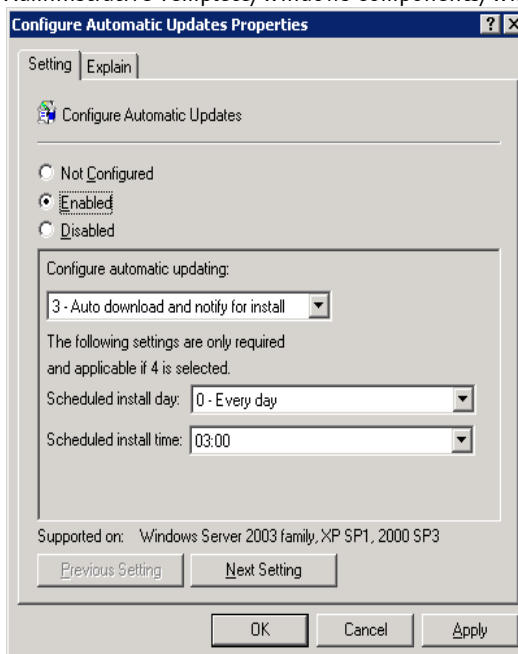 Configure Automatic Updates Properties
Setting Explain
Configure Automatic Updates
Not Configured
Enabled
Disabled
Configure automatic updating:
3 - Auto download and notify for install
The following settings are only required
and applicable if 4 is selected.
Scheduled install day: 0 - Every day
Scheduled install time: 03:00
Supported on: Windows Server 2003 family, XP SP1, 2000 SP3
Previous Setting Next Setting
OK Cancel Apply